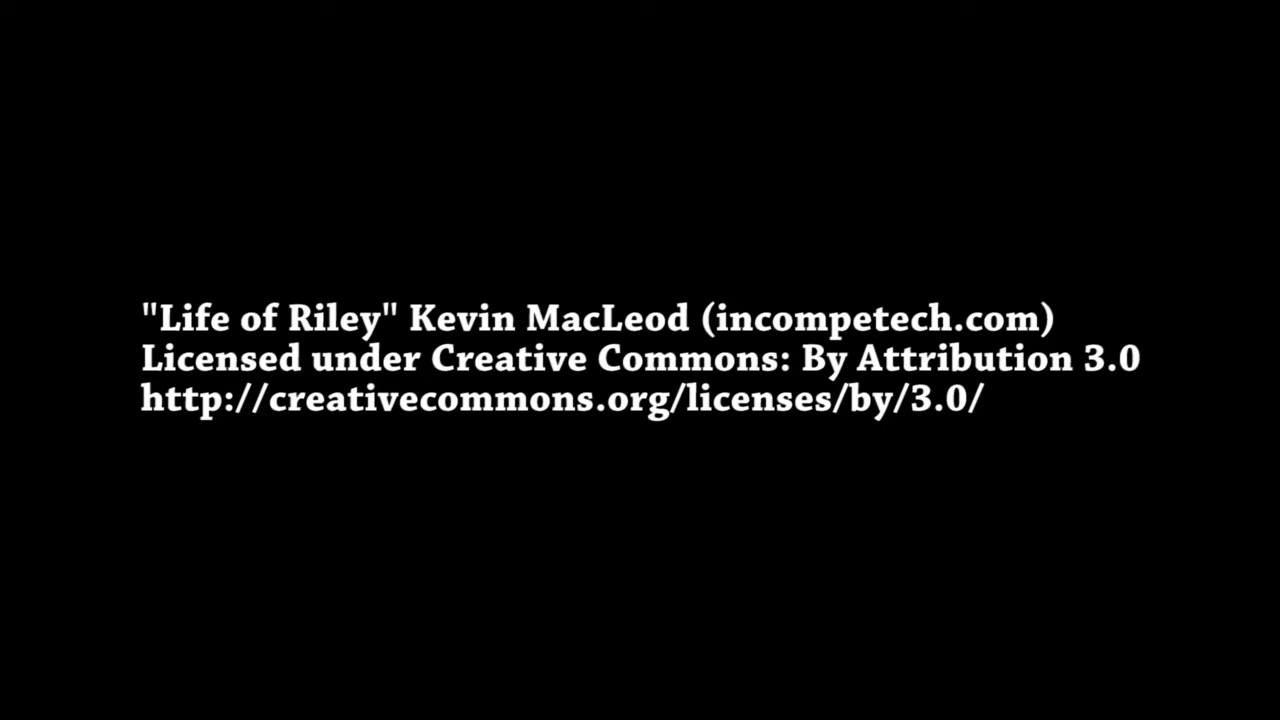 "Life of Riley" Kevin MacLeod (incompetech.com)
Licensed under Creative Commons: By Attribution 3.0
http://creativecommons.org/licenses/by/3.0/